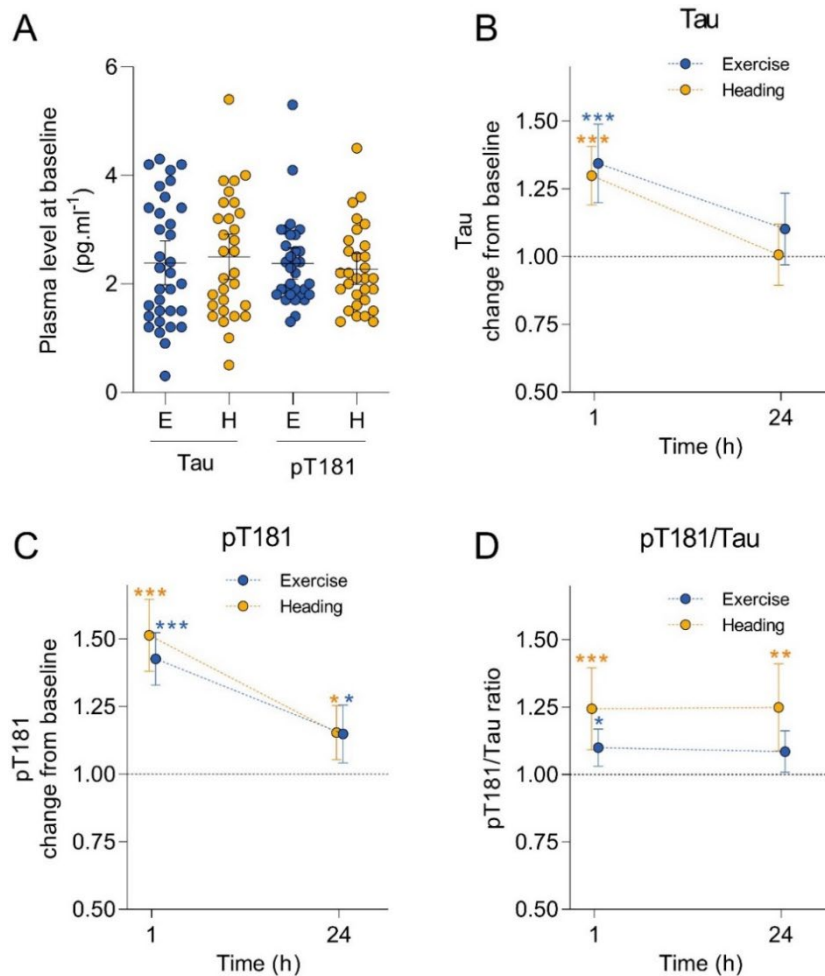 A
Plasma level at baseline
(pg.ml-1)
6
4
2
0
E H E H
Tau pT181
B
Tau
Exercise
Heading
Tau
change from baseline
1.50
1.25
1.00
0.75
0.50
***
***
1 24
Time (h)
C
pT181
Exercise
Heading
pT181
change from baseline
1.50
1.25
1.00
0.75
0.50
***
***
* *
1 24
Time (h)
D
pT181/Tau
Exercise
Heading
pT181/Tau ratio
1.50
1.25
1.00
0.75
0.50
*** **
*
1 24
Time (h)